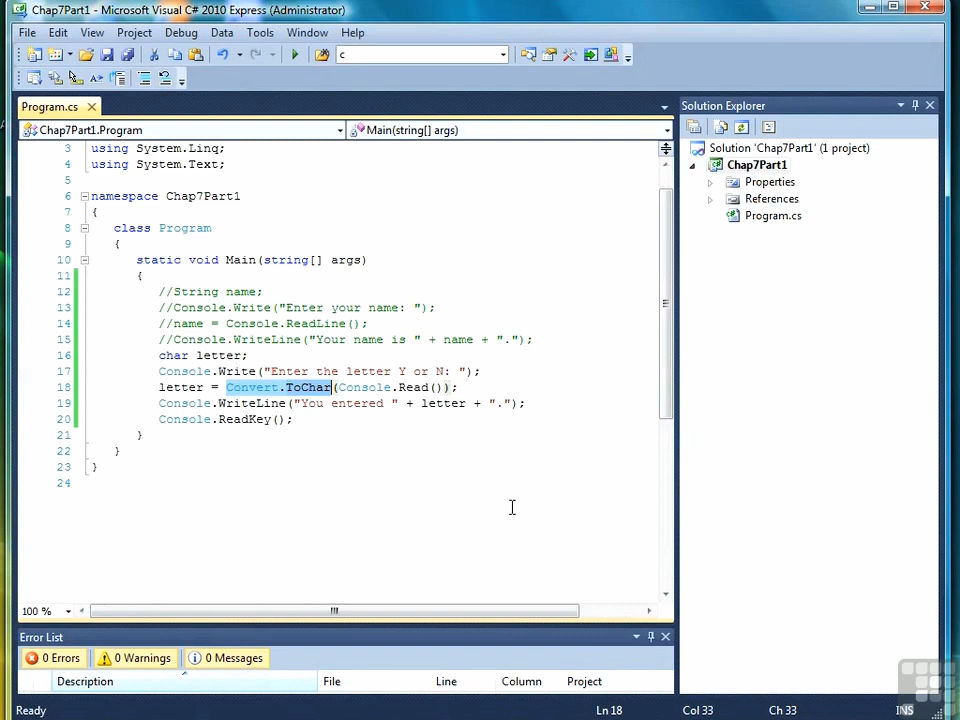 Chap7Part1 - Microsoft Visual C# 2010 Express (Administrator)
File Edit View Project Debug Data Tools Window Help
c
Program.cs
Chap7Part1.Program
Main(string[] args)
3 using System.Linq;
4 using System.Text;
5
6 namespace Chap7Part1
7 {
8 class Program
9 {
10 static void Main(string[] args)
11 {
12 //String name;
13 //Console.Write("Enter your name: ");
14 //name = Console.ReadLine();
15 //Console.WriteLine("Your name is " + name + ".");
16 char letter;
17 Console.Write("Enter the letter Y or N: ");
18 letter = Convert.ToChar(Console.Read());
19 Console.WriteLine("You entered " + letter + ".");
20 Console.ReadKey();
21 }
22 }
23 }
24
100 %
Solution Explorer
Solution 'Chap7Part1' (1 project)
Chap7Part1
Properties
References
Program.cs
Error List
0 Errors 0 Warnings 0 Messages
Description File Line Column Project
Ready Ln 18 Col 33 Ch 33 INS